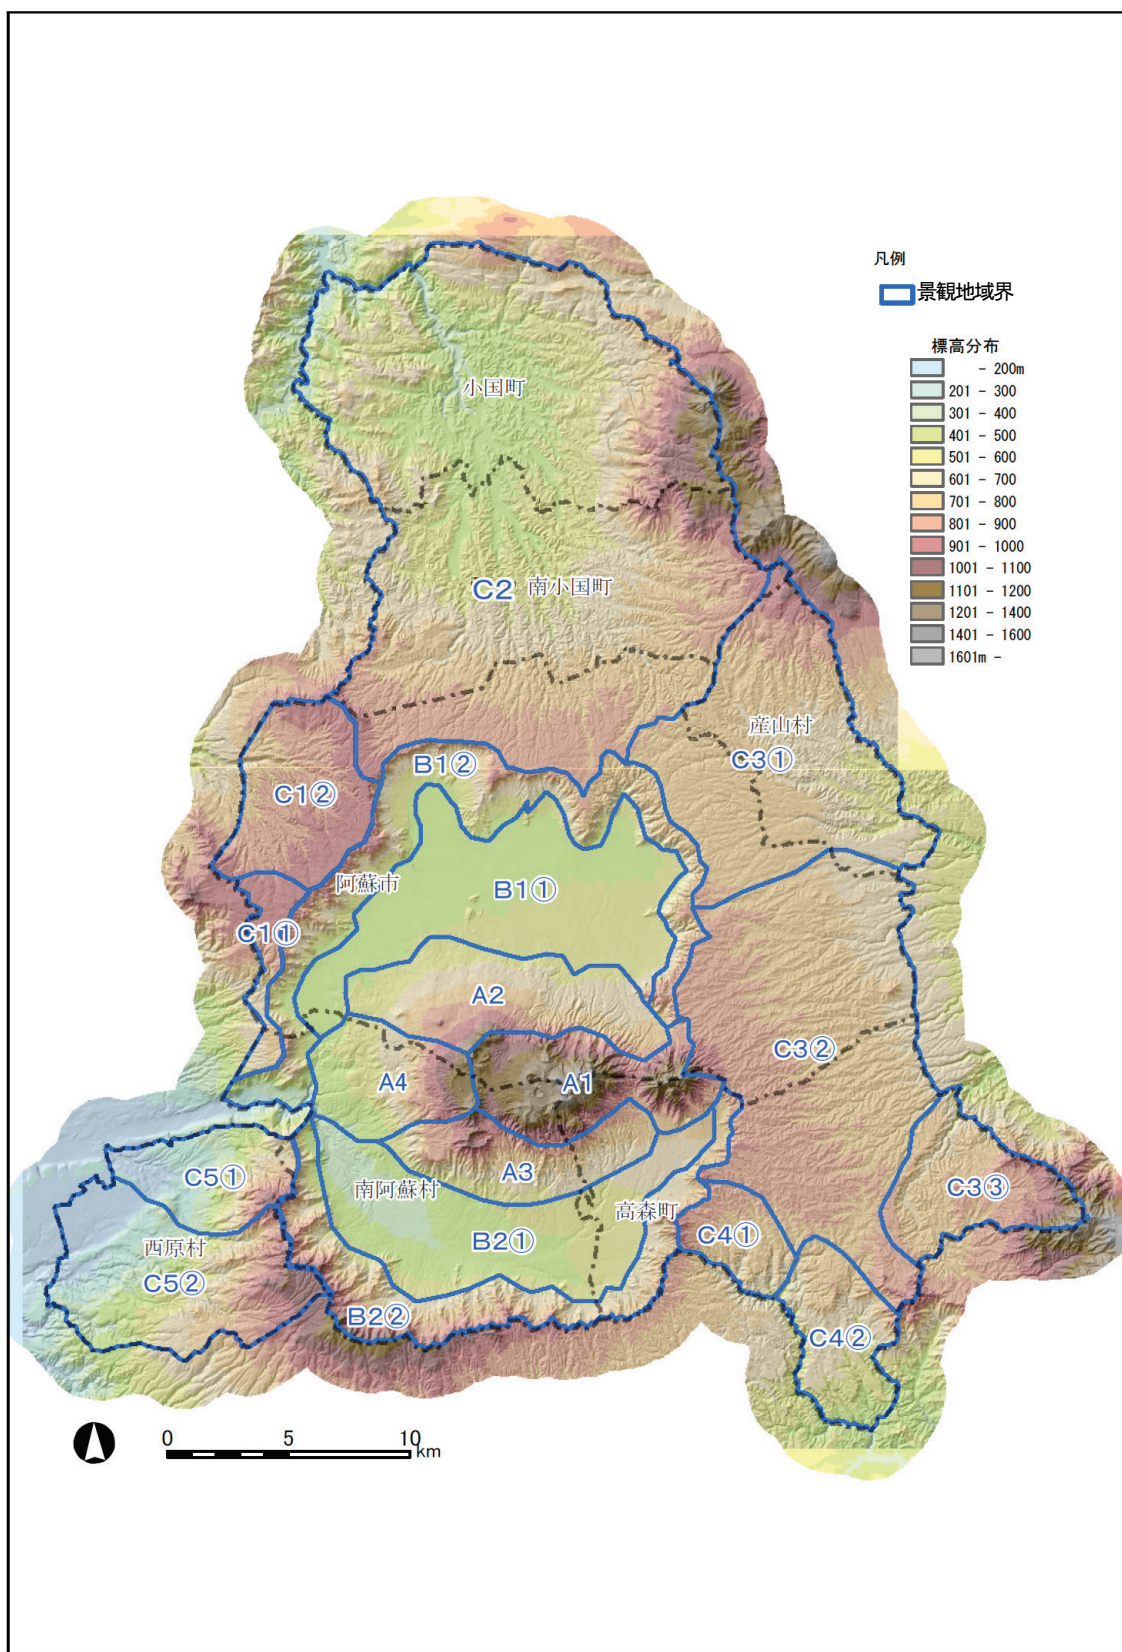 凡例
景観地域界
標高分布
- 200m
201 - 300
301 - 400
401 - 500
501 - 600
601 - 700
701 - 800
801 - 900
901 - 1000
1001 - 1100
1101 - 1200
1201 - 1400
1401 - 1600
1601m -
小国町
C2 南小国町
産山村
C3①
B1②
C1②
阿蘇市
B1①
C1①
A2
C3②
A4
A1
A3
C5①
南阿蘇村
高森町
C3③
西原村
B2①
C4①
C5②
B2②
C4②
0 5 10
km